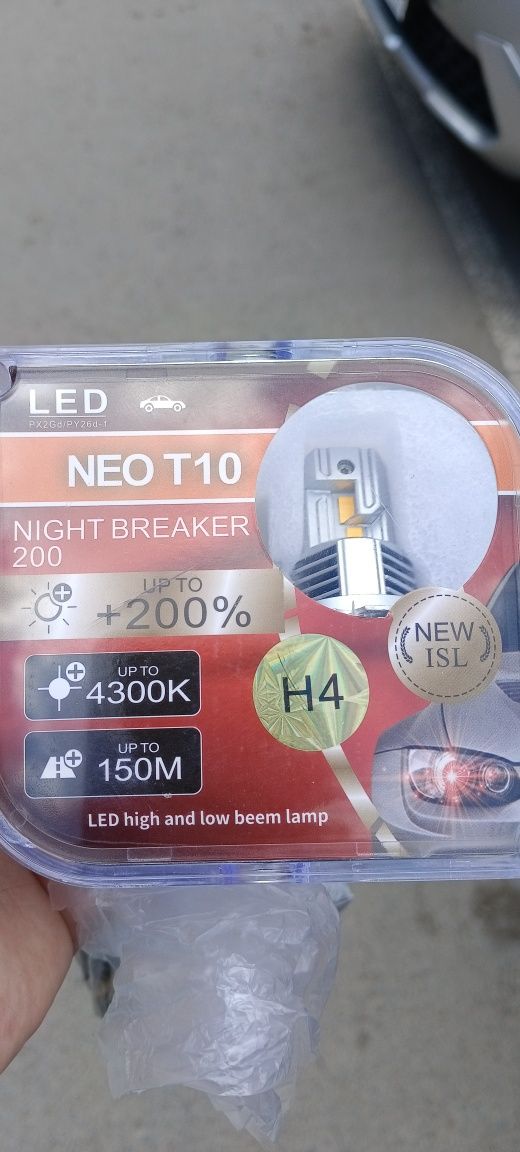 LED
PX2Gd/PY26d-1
NEO T10
NIGHT BREAKER
200
UP TO
+200%
UP TO
4300K
UP TO
150M
H4
NEW
ISL
LED high and low beem lamp